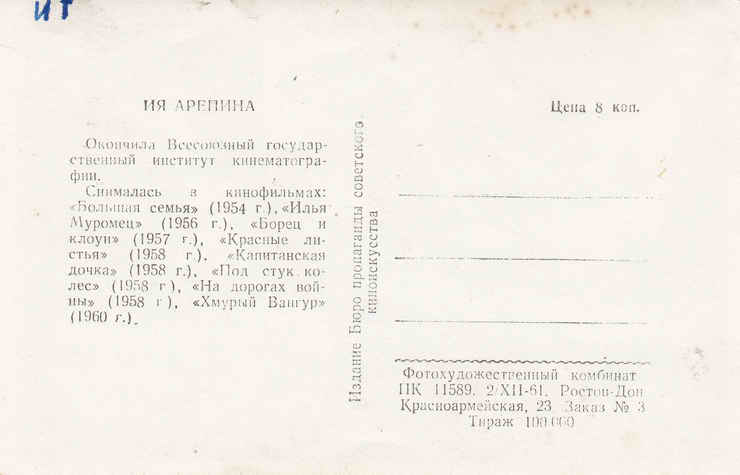 ИТ
ИЯ АРЕПИНА
Окончила Всесоюзный государ-
ственный институт кинематогра-
фии.
Снималась в кинофильмах:
«Большая семья» (1954 г.), «Илья
Муромец» (1956 г.), «Борец и
клоун» (1957 г.), «Красные ли-
стья» (1958 г.), «Капитанская
дочка» (1958 г.), «Под стук ко-
лес» (1958 г), «На дорогах вой-
ны» (1958 г), «Хмурый Вангур»
(1960 г.).
Издание Бюро пропаганды советского
киноискусства
Цена 8 коп.
Фотохудожественный комбинат
ПК 11589. 2/XII-61. Ростов-Дон
Красноармейская, 23 Заказ № 3
Тираж 100.000